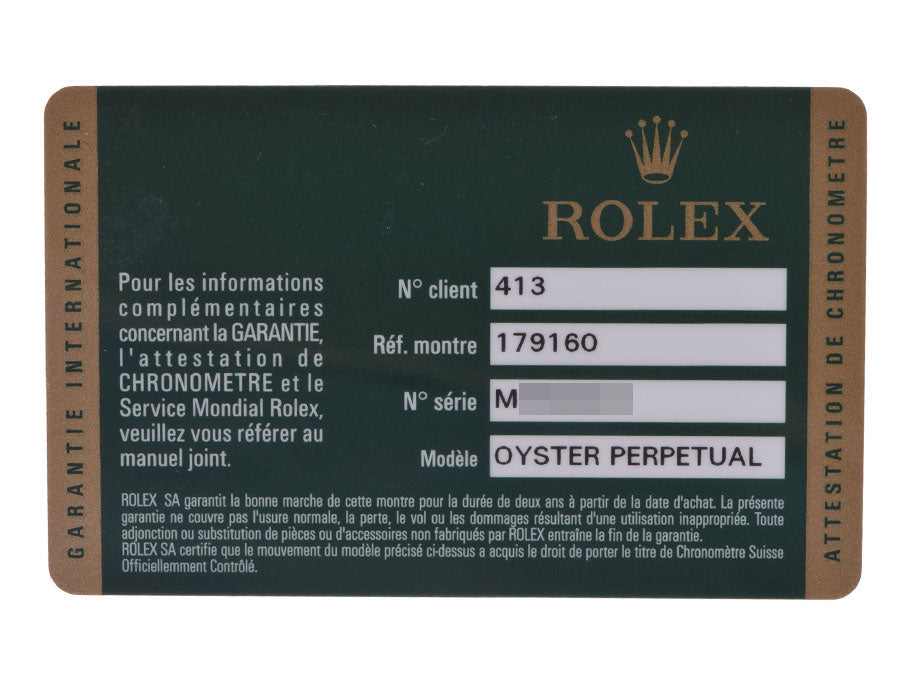 GARANTIE INTERNATIONALE
ROLEX
Pour les informations
complémentaires
concernant la GARANTIE,
l'attestation de
CHRONOMETRE et le
Service Mondial Rolex,
veuillez vous référer au
manuel joint.
N° client 413
Réf. montre 179160
N° série M
Modèle OYSTER PERPETUAL
ROLEX SA garantit la bonne marche de cette montre pour la durée de deux ans à partir de la date d'achat. La présente
garantie ne couvre pas l'usure normale, la perte, le vol ou les dommages résultant d'une utilisation inappropriée. Toute
adjonction ou substitution de pièces ou d'accessoires non fabriqués par ROLEX entraîne la fin de la garantie.
ROLEX SA certifie que le mouvement du modèle précisé ci-dessus a acquis le droit de porter le titre de Chronomètre Suisse
Officiellement Contrôlé.
ATTESTATION DE CHRONOMETRE